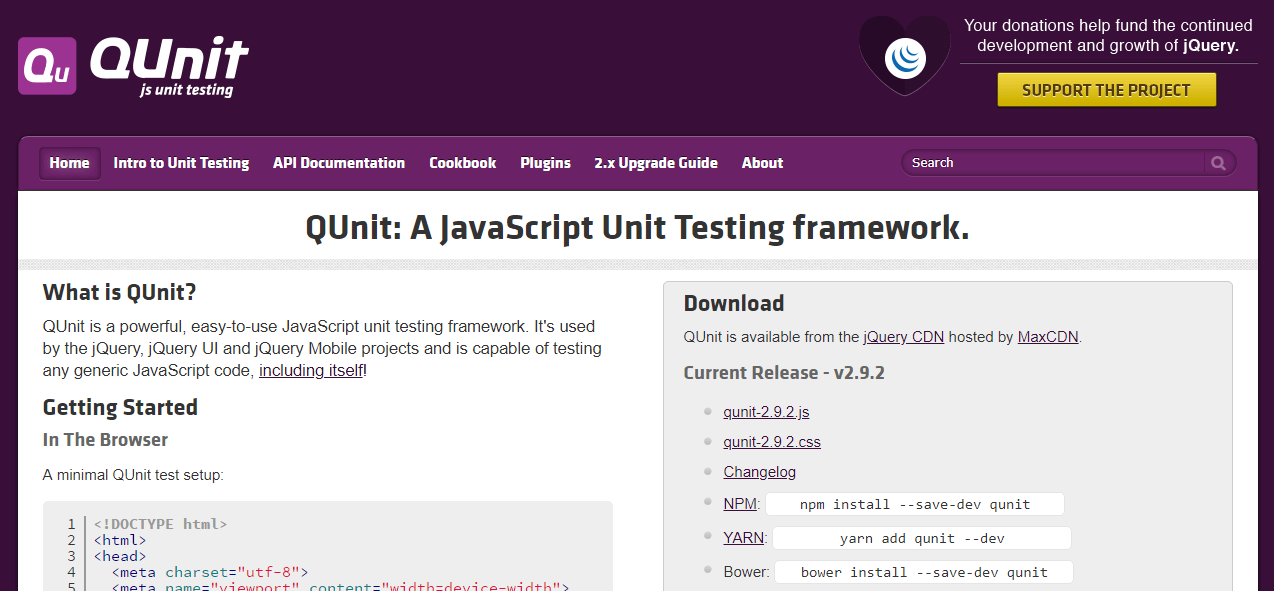 Qu QUnit
js unit testing
Your donations help fund the continued
development and growth of jQuery.
SUPPORT THE PROJECT
Home Intro to Unit Testing API Documentation Cookbook Plugins 2.x Upgrade Guide About Search
QUnit: A JavaScript Unit Testing framework.
What is QUnit?
QUnit is a powerful, easy-to-use JavaScript unit testing framework. It's used
by the jQuery, jQuery UI and jQuery Mobile projects and is capable of testing
any generic JavaScript code, including itself!
Getting Started
In The Browser
A minimal QUnit test setup:
1 <!DOCTYPE html>
2 <html>
3 <head>
4 <meta charset="utf-8">
5 <meta name="viewport" content="width=device-width">
Download
QUnit is available from the jQuery CDN hosted by MaxCDN.
Current Release - v2.9.2
qunit-2.9.2.js
qunit-2.9.2.css
Changelog
NPM: npm install --save-dev qunit
YARN: yarn add qunit --dev
Bower: bower install --save-dev qunit